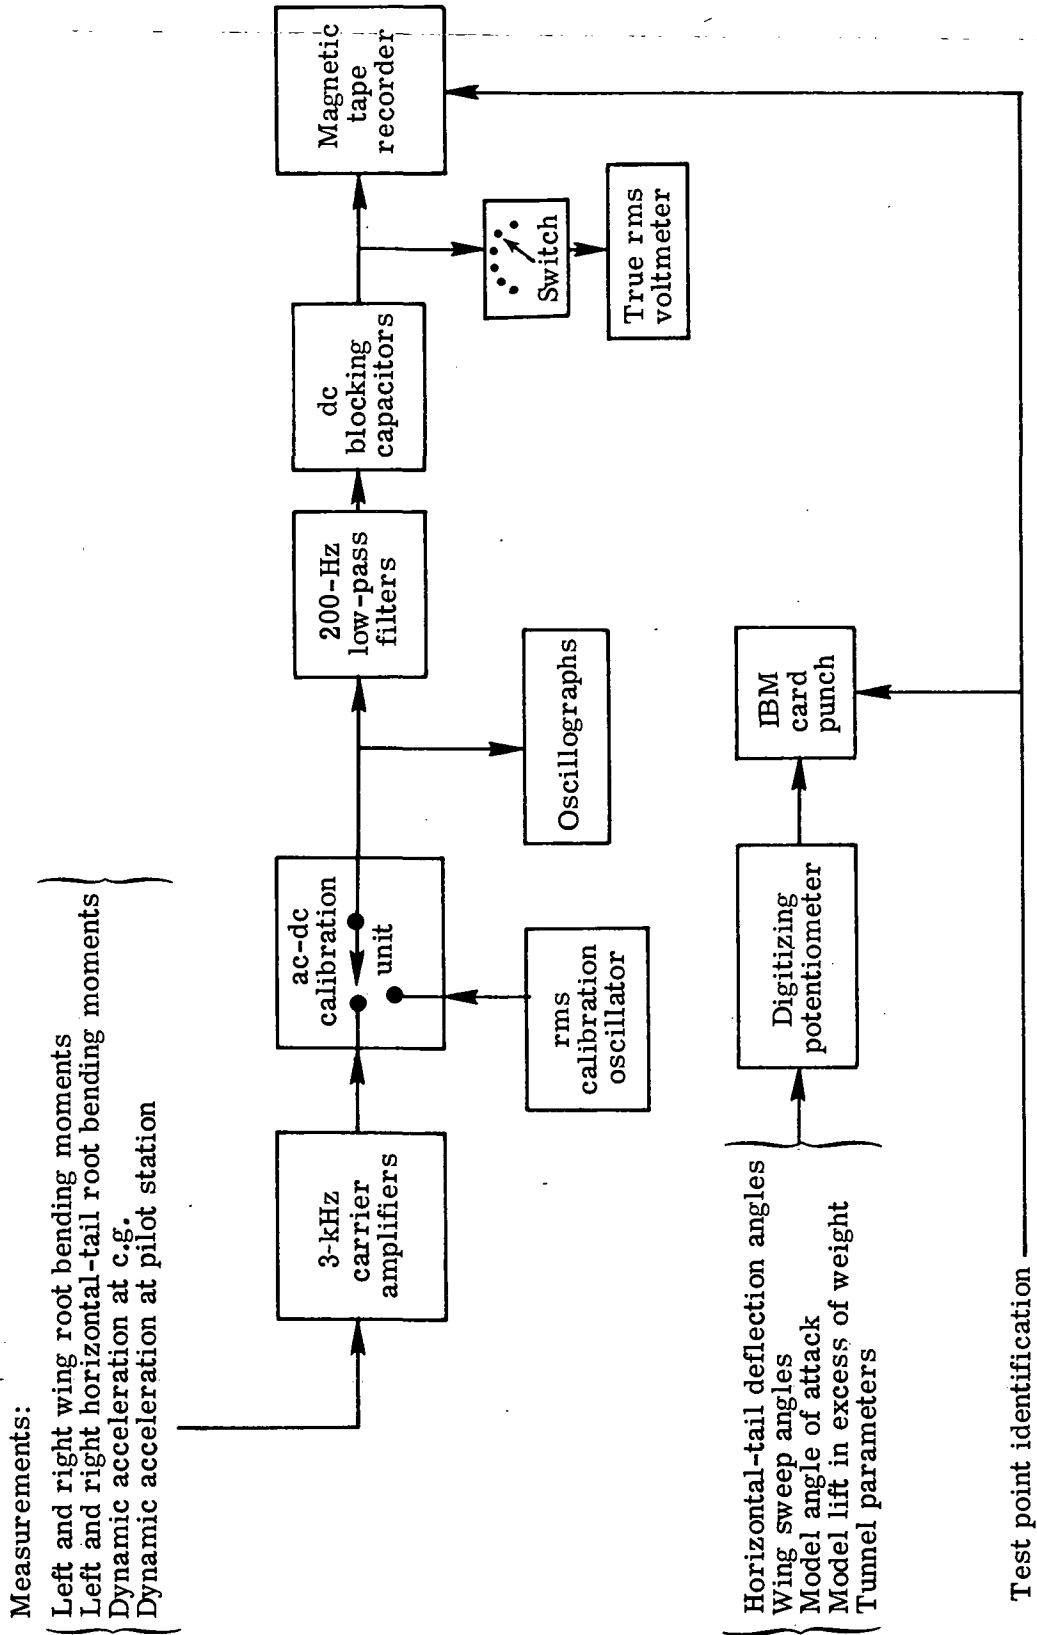 Measurements:
Left and right wing root bending moments
Left and right horizontal-tail root bending moments
Dynamic acceleration at c.g.
Dynamic acceleration at pilot station
3-kHz
carrier
amplifiers
ac-dc
calibration
unit
rms
calibration
oscillator
Oscillographs
200-Hz
low-pass
filters
dc
blocking
capacitors
Switch
True rms
voltmeter
Magnetic
tape
recorder
Horizontal-tail deflection angles
Wing sweep angles
Model angle of attack
Model lift in excess of weight
Tunnel parameters
Digitizing
potentiometer
IBM
card
punch
Test point identification